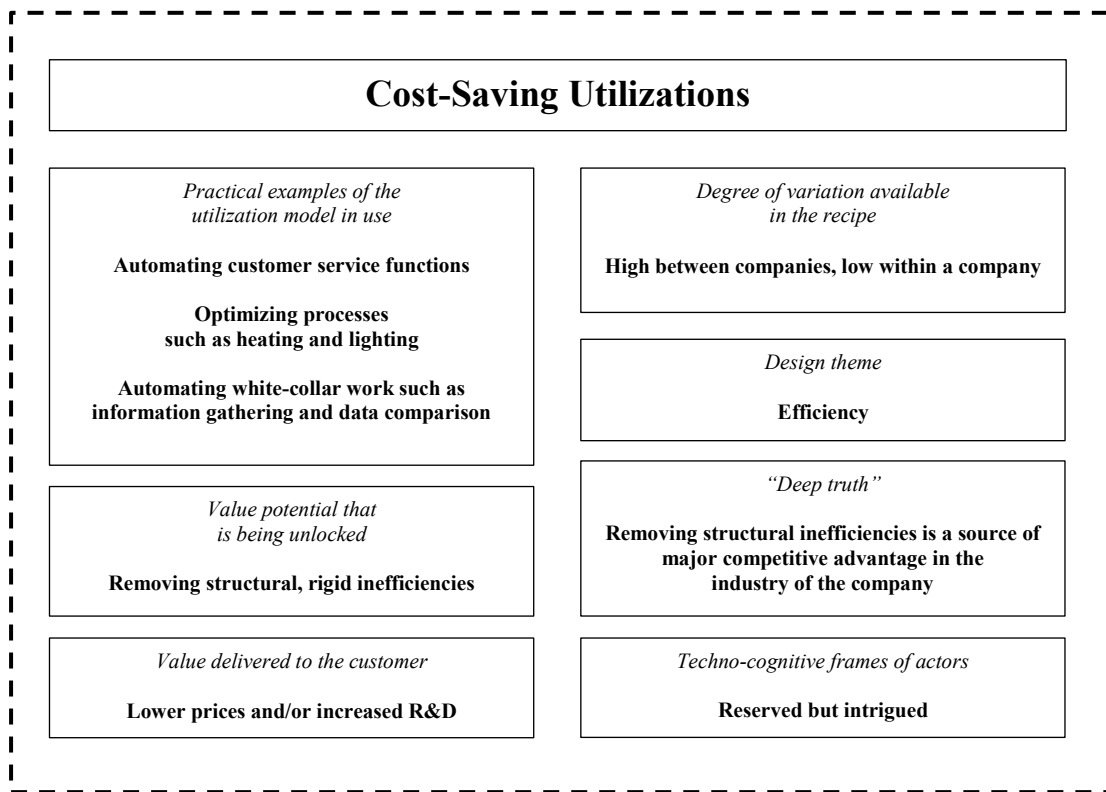 Cost-Saving Utilizations
Practical examples of the
utilization model in use
Automating customer service functions
Optimizing processes
such as heating and lighting
Automating white-collar work such as
information gathering and data comparison
Value potential that
is being unlocked
Removing structural, rigid inefficiencies
Value delivered to the customer
Lower prices and/or increased R&D
Degree of variation available
in the recipe
High between companies, low within a company
Design theme
Efficiency
“Deep truth”
Removing structural inefficiencies is a source of
major competitive advantage in the
industry of the company
Techno-cognitive frames of actors
Reserved but intrigued